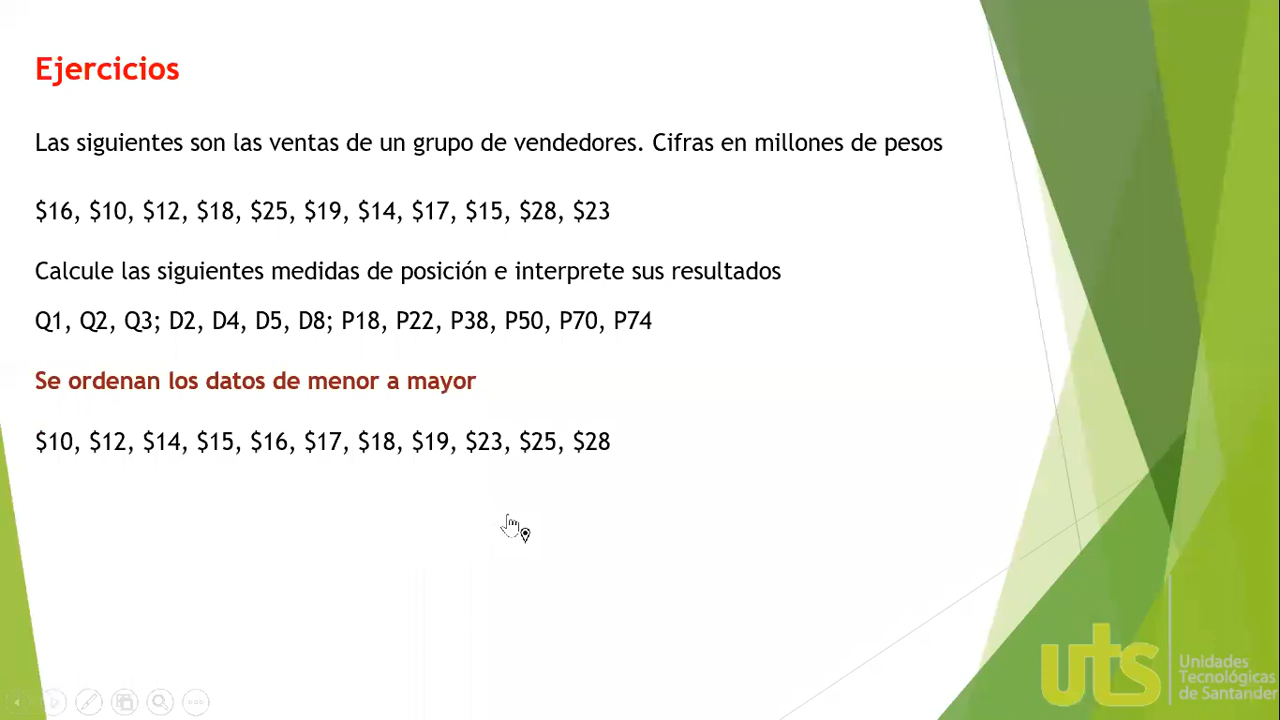 Ejercicios
Las siguientes son las ventas de un grupo de vendedores. Cifras en millones de pesos
$16, $10, $12, $18, $25, $19, $14, $17, $15, $28, $23
Calcule las siguientes medidas de posición e interprete sus resultados
Q1, Q2, Q3; D2, D4, D5, D8; P18, P22, P38, P50, P70, P74
Se ordenan los datos de menor a mayor
$10, $12, $14, $15, $16, $17, $18, $19, $23, $25, $28
uts
Unidades
Tecnológicas
de Santander